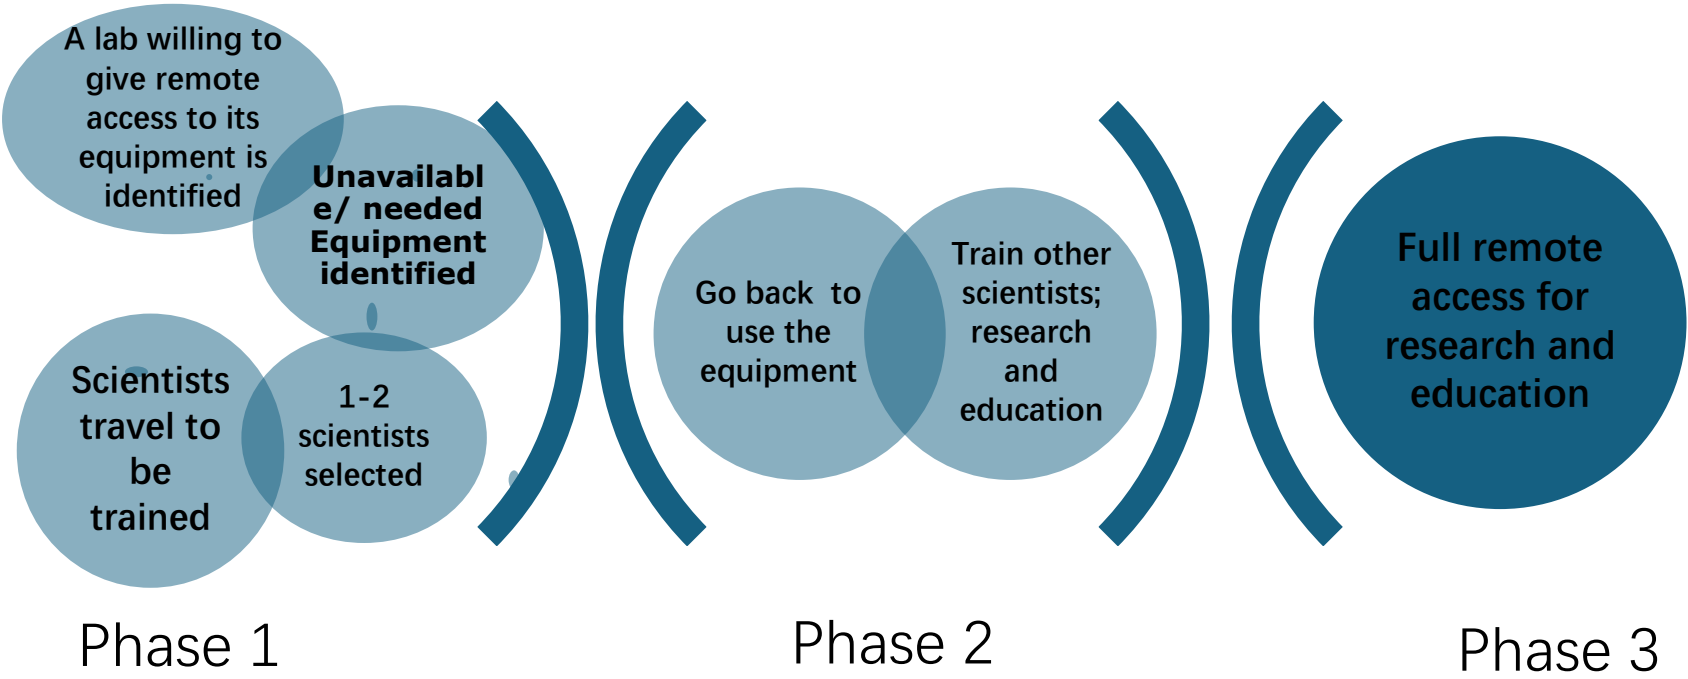 A lab willing to
give remote
access to its
equipment is
identified
Unavailabl
e/ needed
Equipment
identified
Scientists
travel to
be
trained
1-2
scientists
selected
Go back to
use the
equipment
Train other
scientists;
research
and
education
Full remote
access for
research and
education
Phase 1
Phase 2
Phase 3